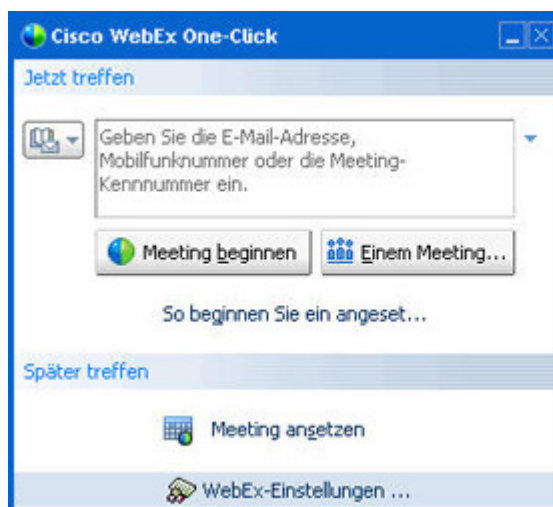 Cisco WebEx One-Click
Jetzt treffen
Geben Sie die E-Mail-Adresse,
Mobilfunknummer oder die Meeting-
Kennnummer ein.
Meeting beginnen
Einem Meeting...
So beginnen Sie ein angeset...
Später treffen
Meeting ansetzen
WebEx-Einstellungen ...